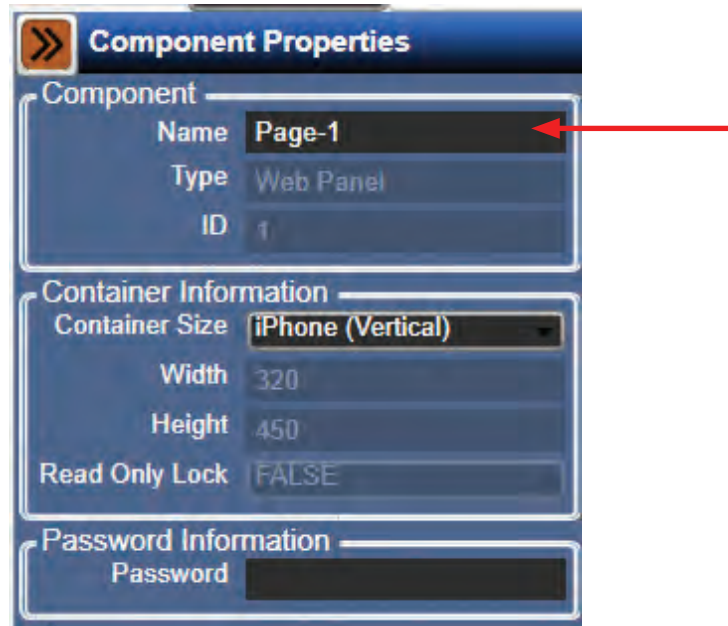 Component Properties
Component
Name Page-1
Type Web Panel
ID 1
Container Information
Container Size iPhone (Vertical)
Width 320
Height 450
Read Only Lock FALSE
Password Information
Password